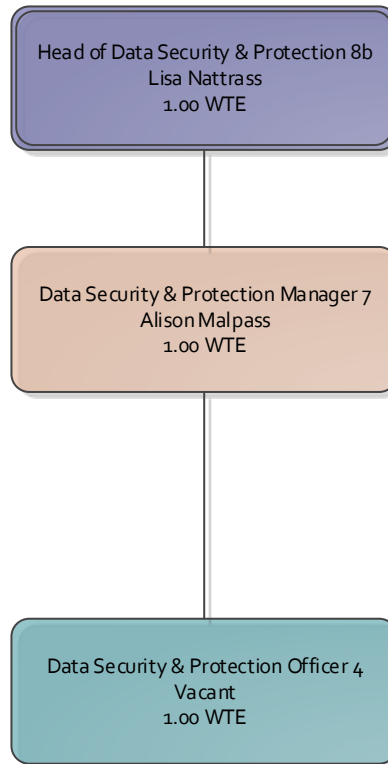 Head of Data Security & Protection 8b
Lisa Nattrass
1.00 WTE
Data Security & Protection Manager 7
Alison Malpass
1.00 WTE
Data Security & Protection Officer 4
Vacant
1.00 WTE